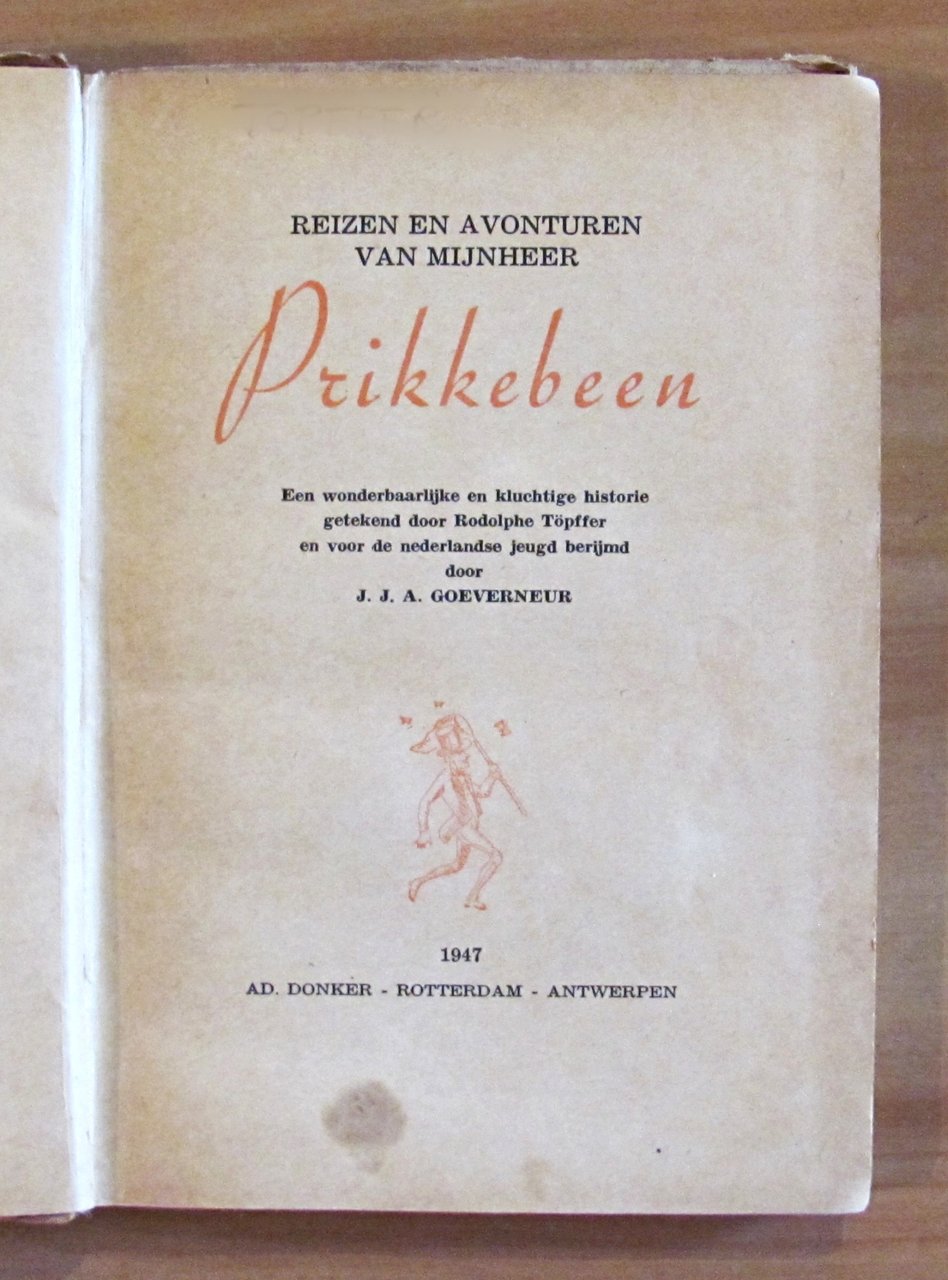 REIZEN EN AVONTUREN
VAN MIJNHEER
Prikkebeen
Een wonderbaarlijke en kluchtige historie
getekend door Rodolphe Töpffer
en voor de nederlandse jeugd berijmd
door
J. J. A. GOEVERNEUR
1947
AD. DONKER - ROTTERDAM - ANTWERPEN